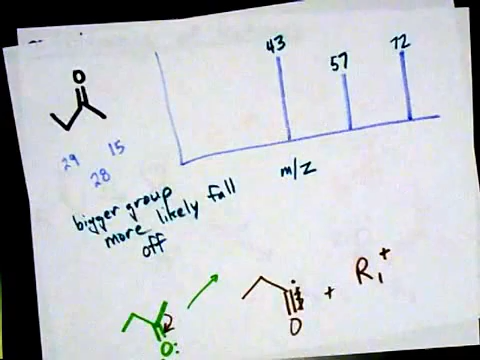 43
57
72
O
29
15
28
m/z
bigger group
more likely fall
off
O:
O
+ R1+